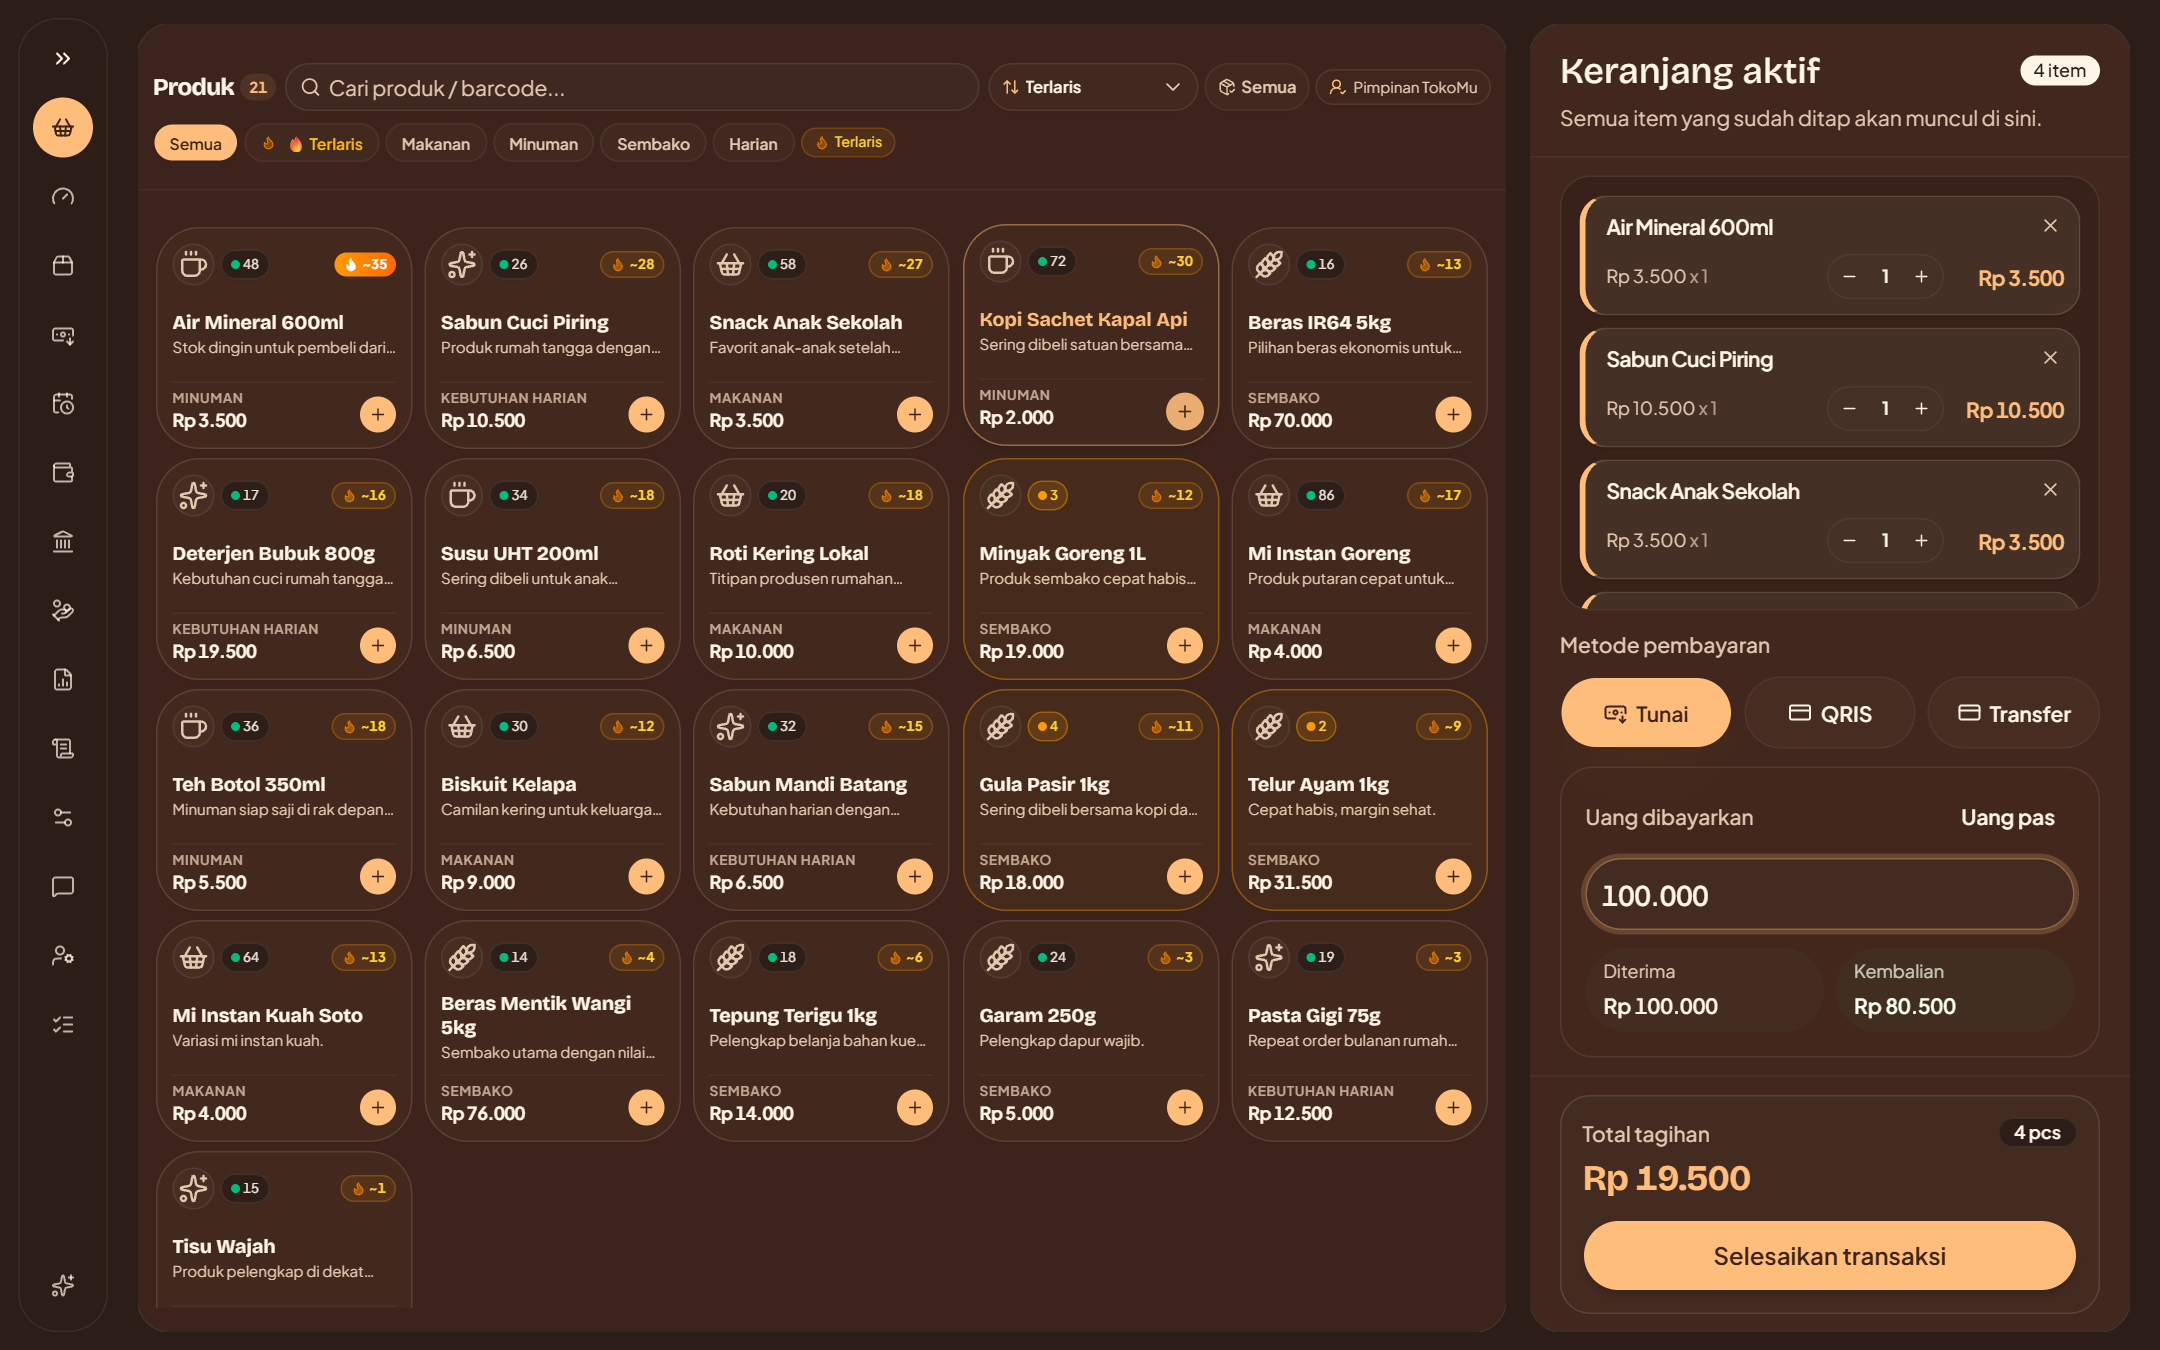 Produk 21
Cari produk / barcode...
Terlaris
Semua
Pimpinan TokoMu
Semua
🔥 Terlaris
Makanan
Minuman
Sembako
Harian
Terlaris
48 ~35
Air Mineral 600ml
Stok dingin untuk pembeli dari...
MINUMAN
Rp 3.500
26 ~28
Sabun Cuci Piring
Produk rumah tangga dengan...
KEBUTUHAN HARIAN
Rp 10.500
58 ~27
Snack Anak Sekolah
Favorit anak-anak setelah...
MAKANAN
Rp 3.500
72 ~30
Kopi Sachet Kapal Api
Sering dibeli satuan bersama...
MINUMAN
Rp 2.000
16 ~13
Beras IR64 5kg
Pilihan beras ekonomis untuk...
SEMBAKO
Rp 70.000
17 ~16
Deterjen Bubuk 800g
Kebutuhan cuci rumah tangga...
KEBUTUHAN HARIAN
Rp 19.500
34 ~18
Susu UHT 200ml
Sering dibeli untuk anak...
MINUMAN
Rp 6.500
20 ~18
Roti Kering Lokal
Titipan produsen rumahan...
MAKANAN
Rp 10.000
3 ~12
Minyak Goreng 1L
Produk sembako cepat habis...
SEMBAKO
Rp 19.000
86 ~17
Mi Instan Goreng
Produk putaran cepat untuk...
MAKANAN
Rp 4.000
36 ~18
Teh Botol 350ml
Minuman siap saji di rak depan...
MINUMAN
Rp 5.500
30 ~12
Biskuit Kelapa
Camilan kering untuk keluarga...
MAKANAN
Rp 9.000
32 ~15
Sabun Mandi Batang
Kebutuhan harian dengan...
KEBUTUHAN HARIAN
Rp 6.500
4 ~11
Gula Pasir 1kg
Sering dibeli bersama kopi da...
SEMBAKO
Rp 18.000
2 ~9
Telur Ayam 1kg
Cepat habis, margin sehat.
SEMBAKO
Rp 31.500
64 ~13
Mi Instan Kuah Soto
Variasi mi instan kuah.
MAKANAN
Rp 4.000
14 ~4
Beras Mentik Wangi
5kg
Sembako utama dengan nilai...
SEMBAKO
Rp 76.000
18 ~6
Tepung Terigu 1kg
Pelengkap belanja bahan kue...
SEMBAKO
Rp 14.000
24 ~3
Garam 250g
Pelengkap dapur wajib.
SEMBAKO
Rp 5.000
19 ~3
Pasta Gigi 75g
Repeat order bulanan rumah...
KEBUTUHAN HARIAN
Rp 12.500
15 ~1
Tisu Wajah
Produk pelengkap di dekat...
Keranjang aktif
4 item
Semua item yang sudah ditap akan muncul di sini.
Air Mineral 600ml
Rp 3.500 x 1
1
Rp 3.500
Sabun Cuci Piring
Rp 10.500 x 1
1
Rp 10.500
Snack Anak Sekolah
Rp 3.500 x 1
1
Rp 3.500
Metode pembayaran
Tunai
QRIS
Transfer
Uang dibayarkan
Uang pas
100.000
Diterima
Rp 100.000
Kembalian
Rp 80.500
Total tagihan
4 pcs
Rp 19.500
Selesaikan transaksi